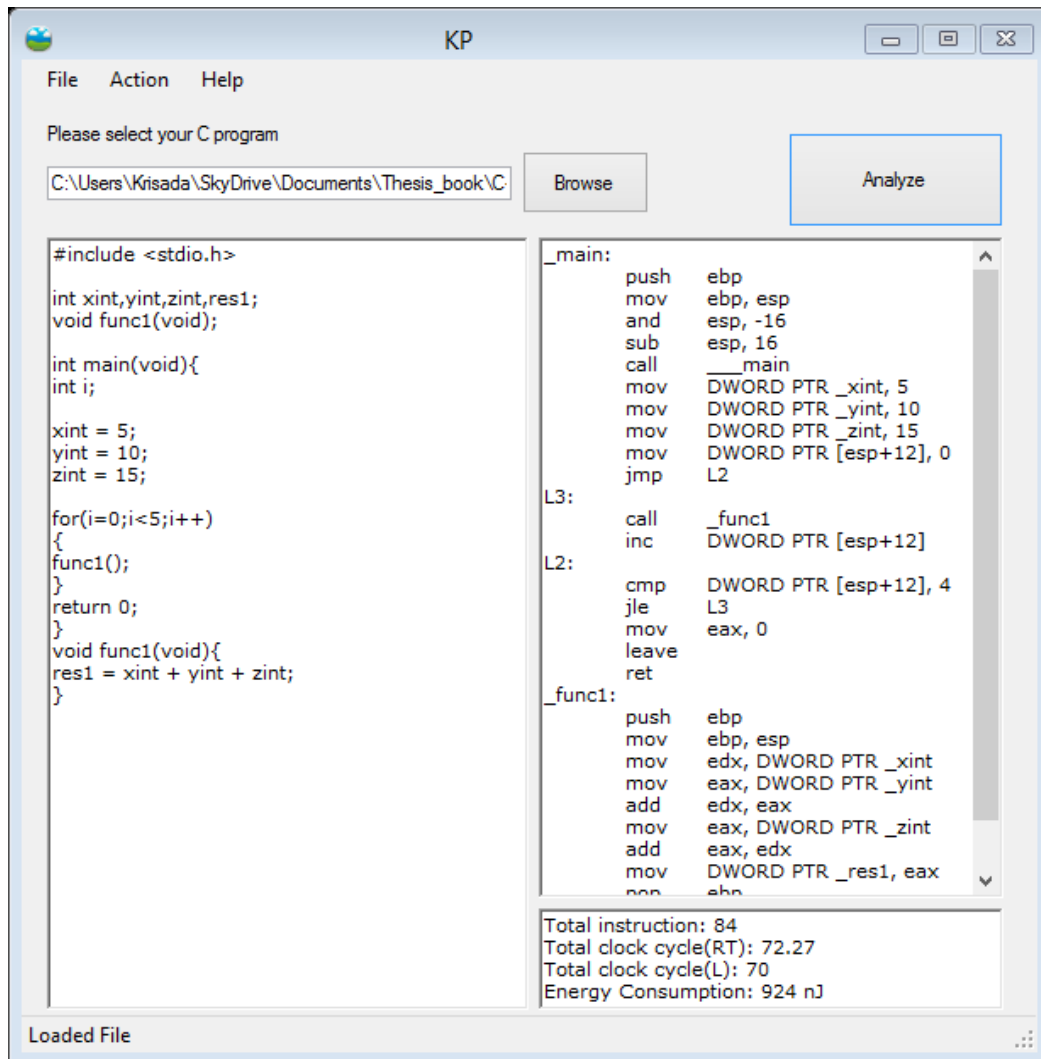 KP
File Action Help
Please select your C program
C:\Users\Krisada\SkyDrive\Documents\Thesis_book\C- Browse Analyze
#include <stdio.h>
int xint,yint,zint,res1;
void func1(void);
int main(void){
int i;
xint = 5;
yint = 10;
zint = 15;
for(i=0;i<5;i++)
{
func1();
}
return 0;
}
void func1(void){
res1 = xint + yint + zint;
}
_main:
push ebp
mov ebp, esp
and esp, -16
sub esp, 16
call ___main
mov DWORD PTR _xint, 5
mov DWORD PTR _yint, 10
mov DWORD PTR _zint, 15
mov DWORD PTR [esp+12], 0
jmp L2
L3:
call _func1
inc DWORD PTR [esp+12]
L2:
cmp DWORD PTR [esp+12], 4
jle L3
mov eax, 0
leave
ret
_func1:
push ebp
mov ebp, esp
mov edx, DWORD PTR _xint
mov eax, DWORD PTR _yint
add edx, eax
mov eax, DWORD PTR _zint
add eax, edx
mov DWORD PTR _res1, eax
pop ebp
Total instruction: 84
Total clock cycle(RT): 72.27
Total clock cycle(L): 70
Energy Consumption: 924 nJ
Loaded File